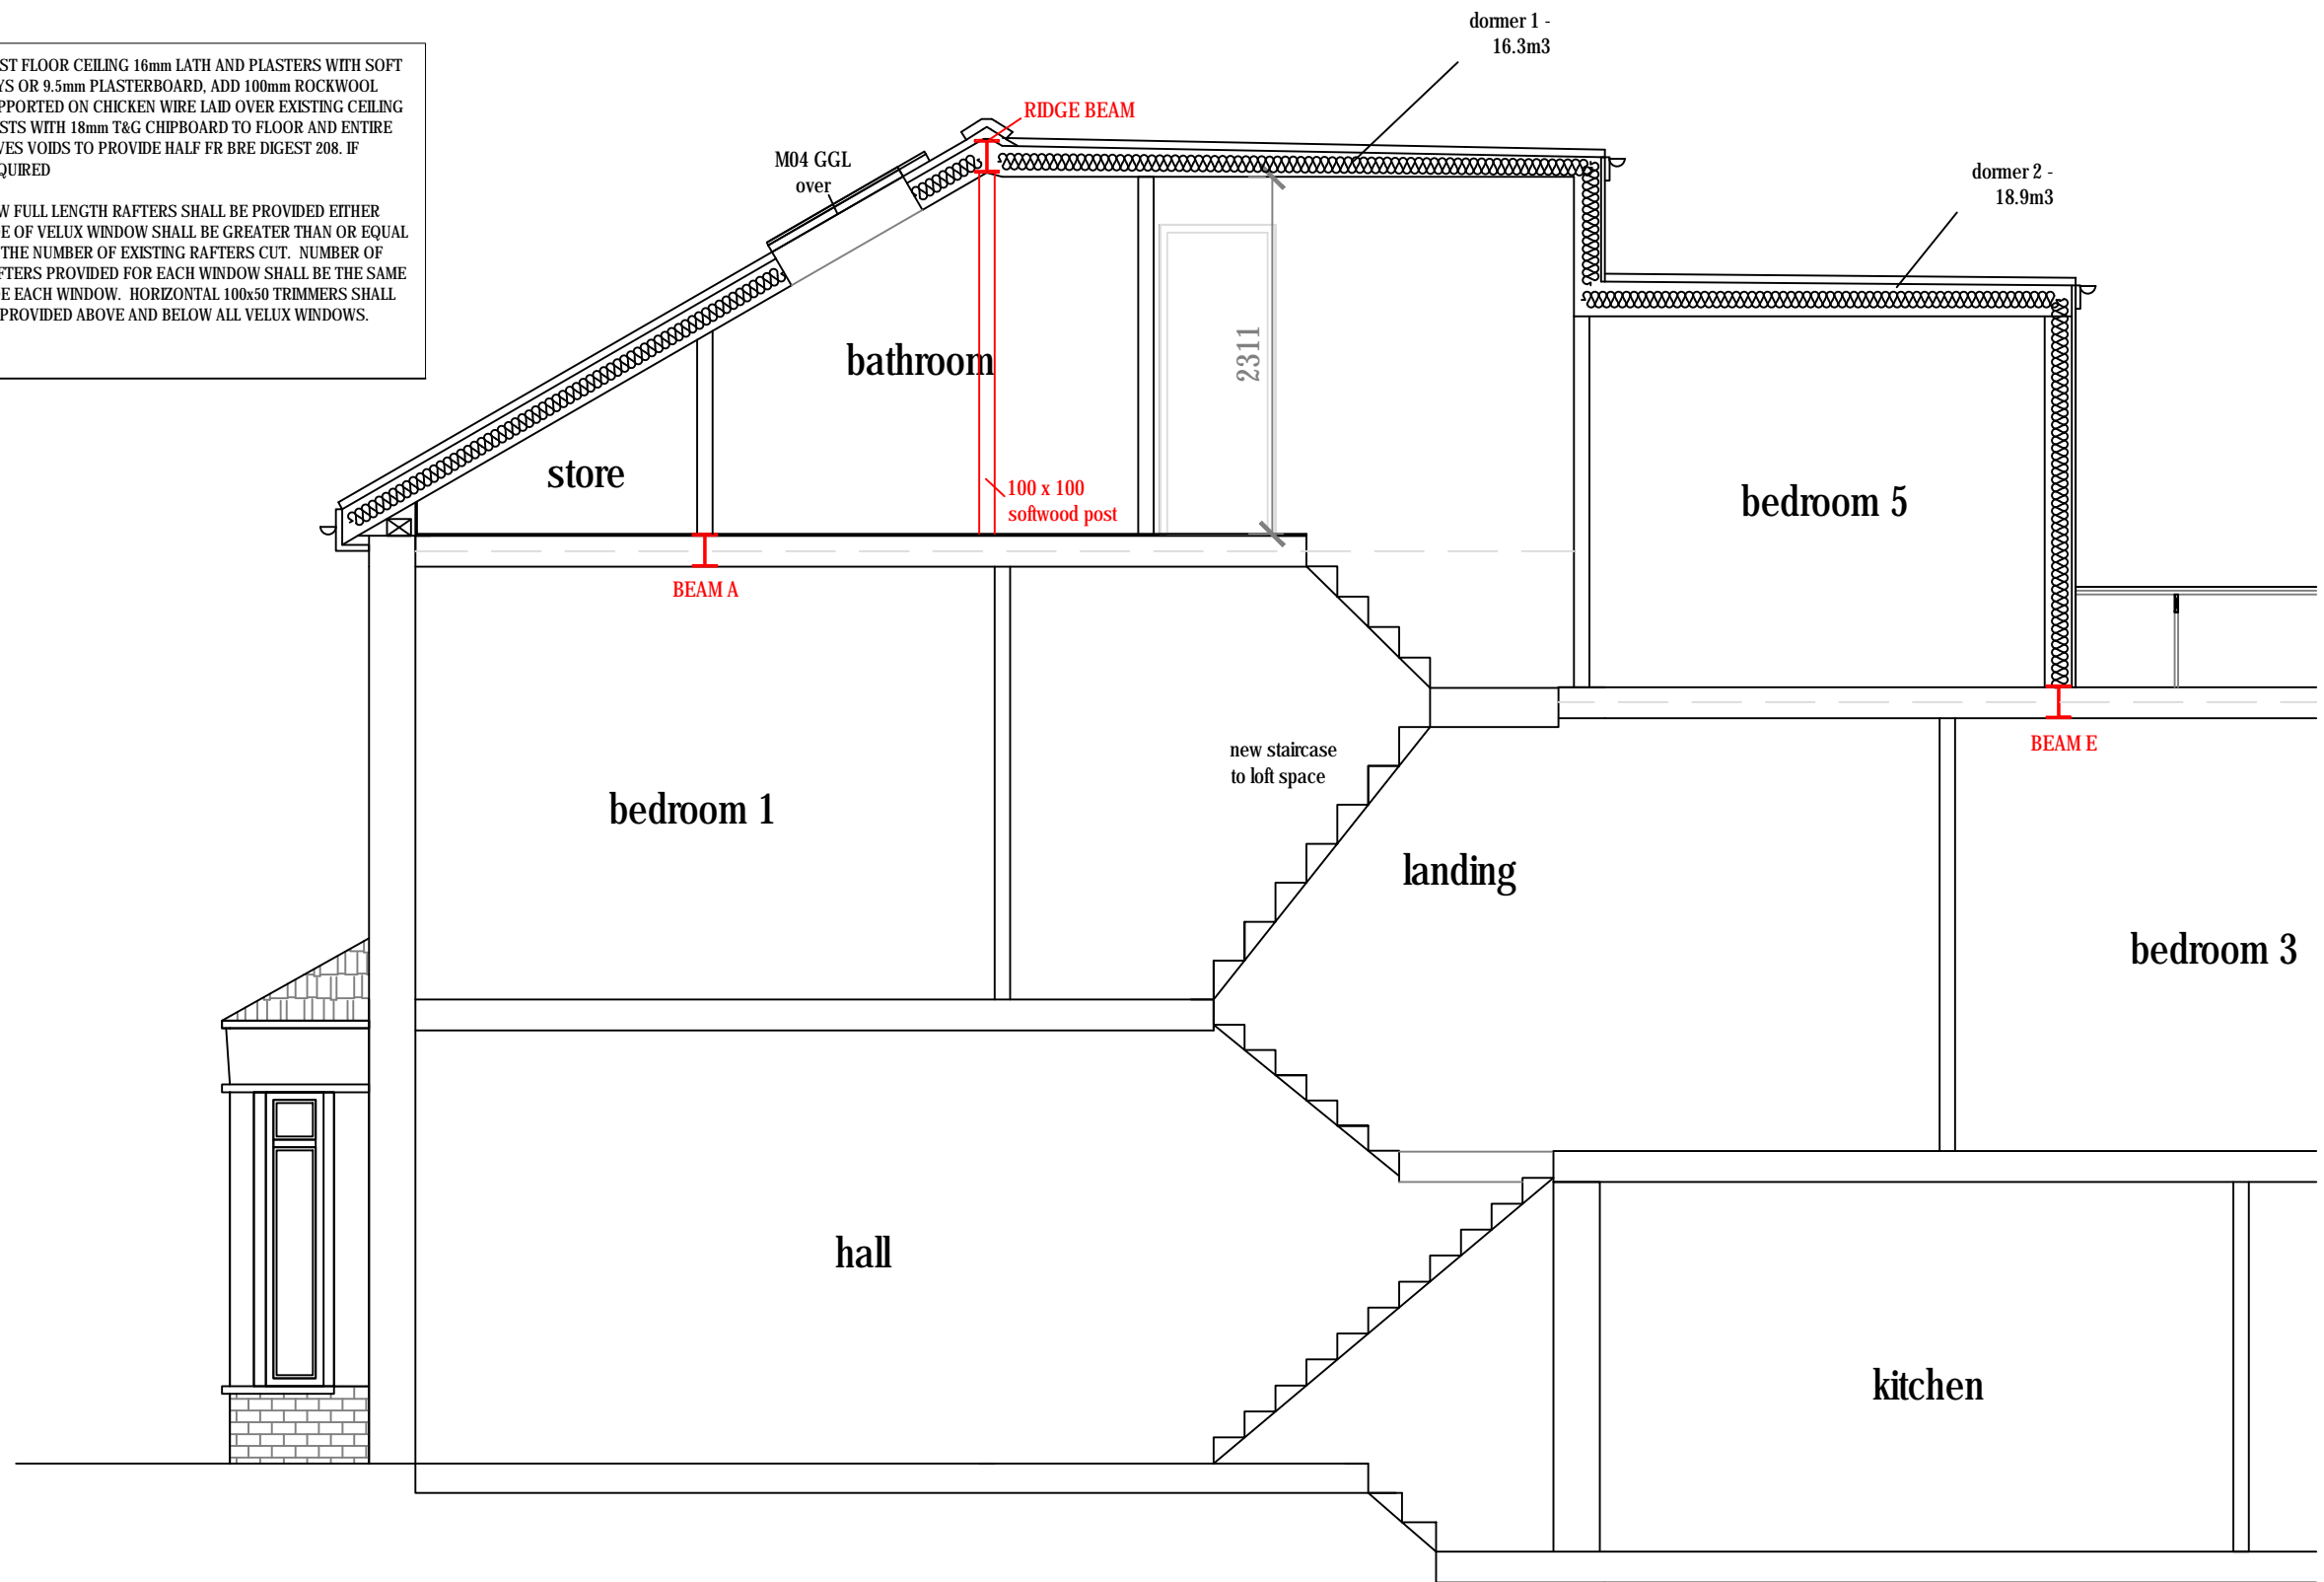 ST FLOOR CEILING 16mm LATH AND PLASTERS WITH SOFT
YS OR 9.5mm PLASTERBOARD, ADD 100mm ROCKWOOL
PPORTED ON CHICKEN WIRE LAID OVER EXISTING CEILING
STS WITH 18mm T&G CHIPBOARD TO FLOOR AND ENTIRE
VES VOIDS TO PROVIDE HALF FR BRE DIGEST 208. IF
QUIRED
W FULL LENGTH RAFTERS SHALL BE PROVIDED EITHER
E OF VELUX WINDOW SHALL BE GREATER THAN OR EQUAL
THE NUMBER OF EXISTING RAFTERS CUT. NUMBER OF
FTERS PROVIDED FOR EACH WINDOW SHALL BE THE SAME
E EACH WINDOW. HORIZONTAL 100x50 TRIMMERS SHALL
PROVIDED ABOVE AND BELOW ALL VELUX WINDOWS.
dormer 1 -
16.3m3
RIDGE BEAM
M04 GGL
over
dormer 2 -
18.9m3
bathroom
2311
store
100 x 100
softwood post
bedroom 5
BEAM A
BEAM E
new staircase
to loft space
bedroom 1
landing
bedroom 3
hall
kitchen